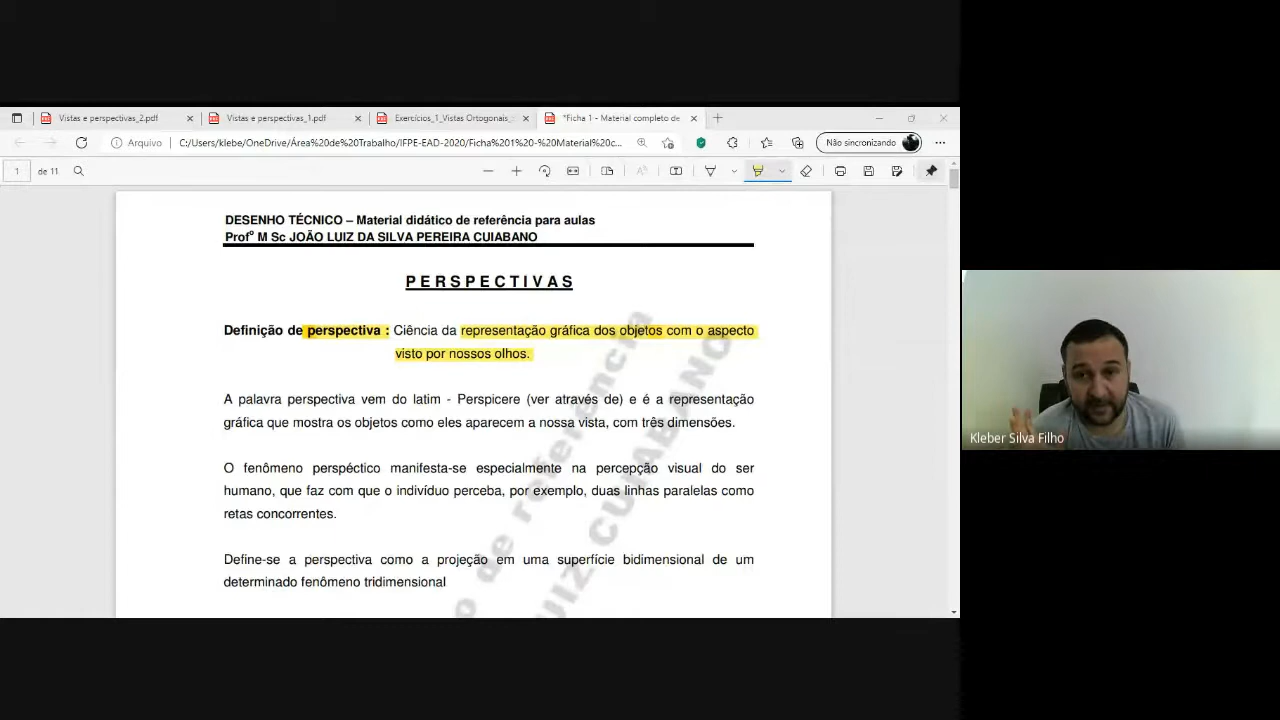 Vistas e perspectivas_2.pdf
Vistas e perspectivas_1.pdf
Exercícios_1_Vistas Ortogonais_
*Ficha 1 - Material completo de
Arquivo
C:/Users/klebe/OneDrive/Área%20de%20Trabalho/IFPE-EAD-2020/Ficha%201%20-%20Material%20c...
Não sincronizando
1 de 11
DESENHO TÉCNICO – Material didático de referência para aulas
Profº M Sc JOÃO LUIZ DA SILVA PEREIRA CUIABANO
P E R S P E C T I V A S
Definição de perspectiva : Ciência da representação gráfica dos objetos com o aspecto
visto por nossos olhos.
A palavra perspectiva vem do latim - Perspicere (ver através de) e é a representação
gráfica que mostra os objetos como eles aparecem a nossa vista, com três dimensões.
O fenômeno perspéctico manifesta-se especialmente na percepção visual do ser
humano, que faz com que o indivíduo perceba, por exemplo, duas linhas paralelas como
retas concorrentes.
Define-se a perspectiva como a projeção em uma superfície bidimensional de um
determinado fenômeno tridimensional
o de referência
UIZ CUIABANO
Kleber Silva Filho